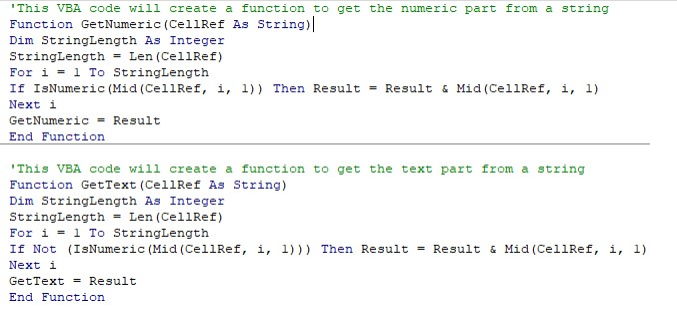 'This VBA code will create a function to get the numeric part from a string
Function GetNumeric(CellRef As String)
Dim StringLength As Integer
StringLength = Len(CellRef)
For i = 1 To StringLength
If IsNumeric(Mid(CellRef, i, 1)) Then Result = Result & Mid(CellRef, i, 1)
Next i
GetNumeric = Result
End Function
'This VBA code will create a function to get the text part from a string
Function GetText(CellRef As String)
Dim StringLength As Integer
StringLength = Len(CellRef)
For i = 1 To StringLength
If Not (IsNumeric(Mid(CellRef, i, 1))) Then Result = Result & Mid(CellRef, i, 1)
Next i
GetText = Result
End Function